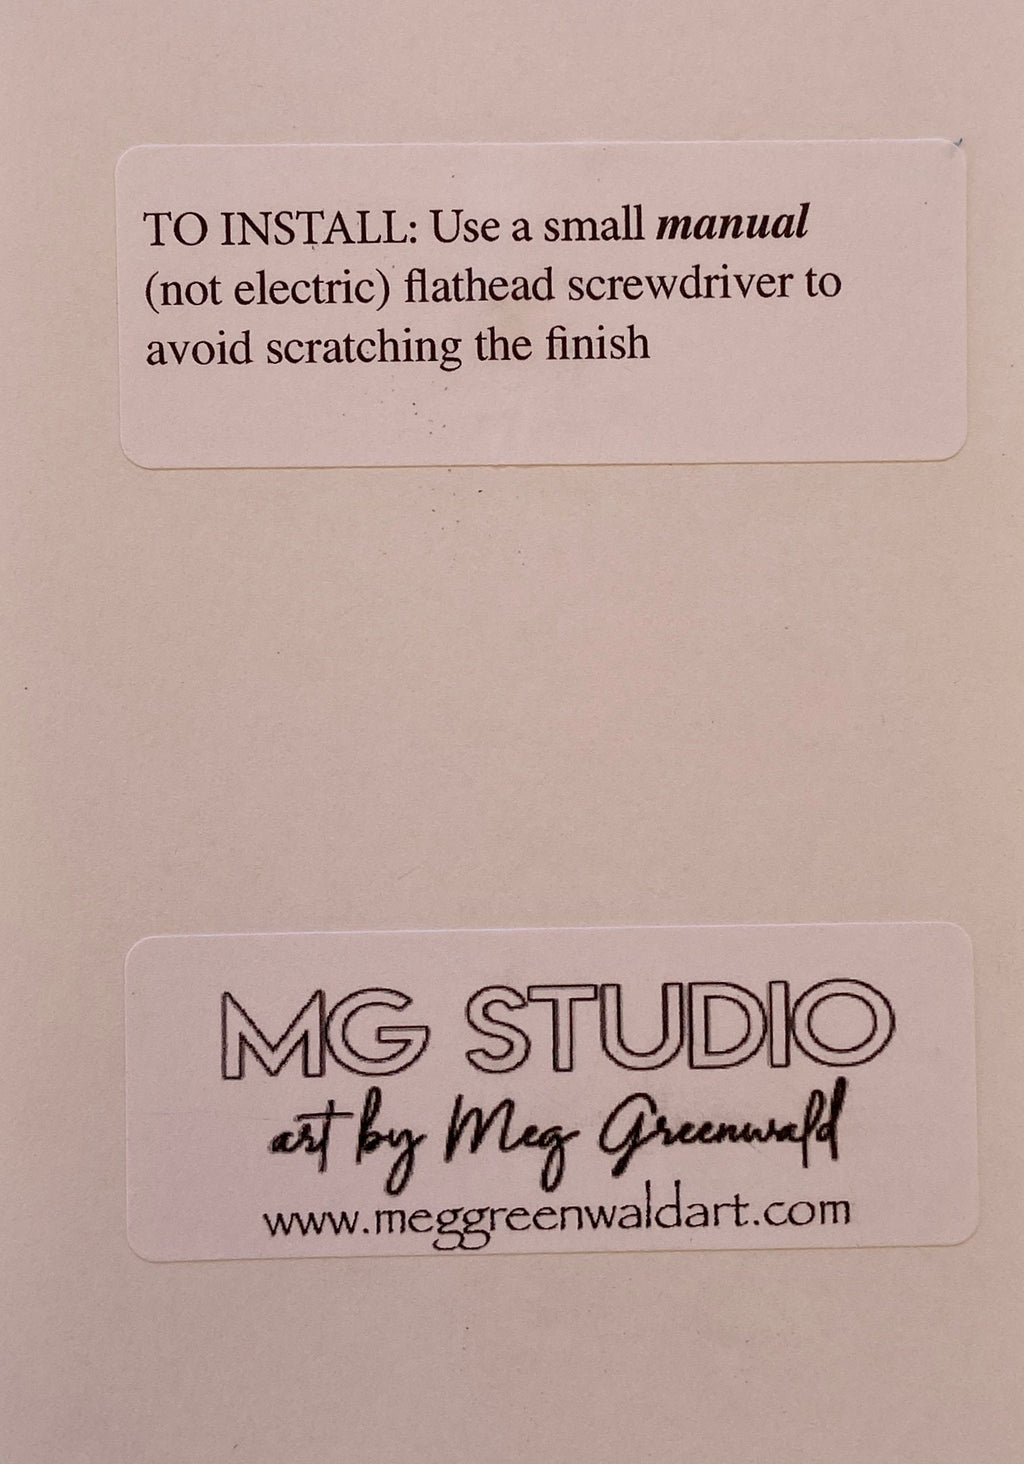 TO INSTALL: Use a small manual
(not electric) flathead screwdriver to
avoid scratching the finish
MG STUDIO
art by Meg Greenwald
www.meggreenwaldart.com